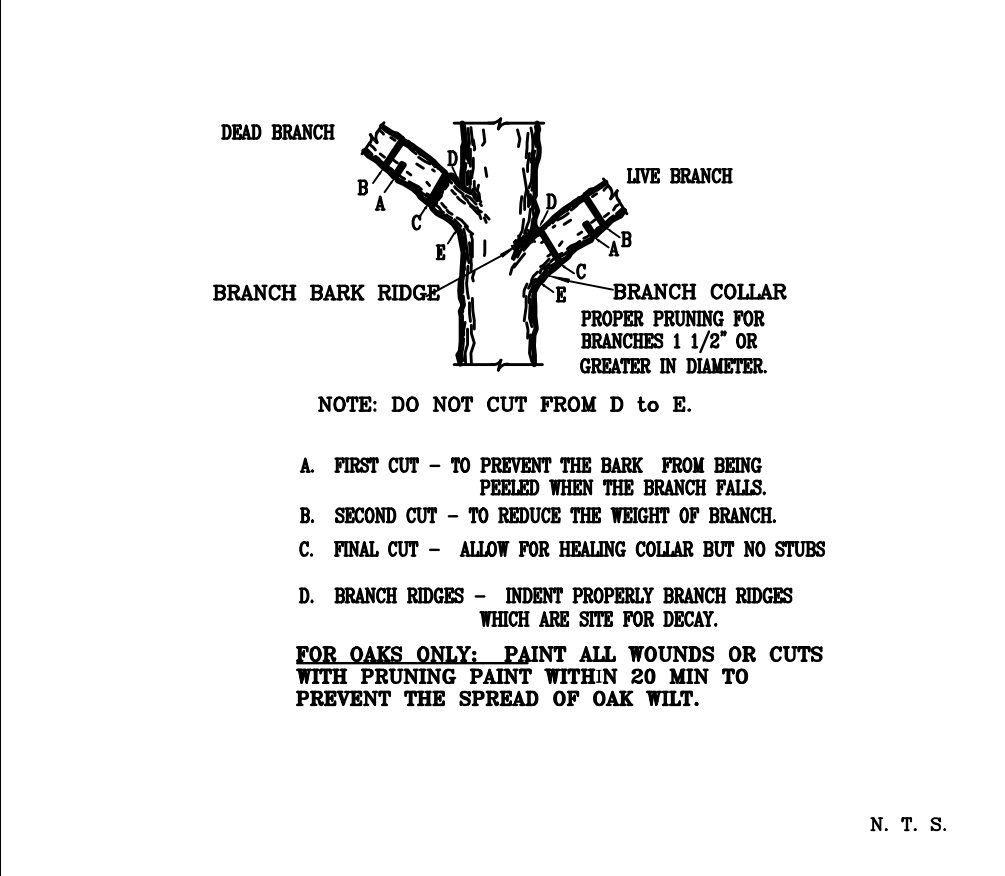 DEAD BRANCH
D
LIVE BRANCH
B
A
D
C
B
A
E
C
BRANCH BARK RIDGE
E
BRANCH COLLAR
PROPER PRUNING FOR
BRANCHES 1 1/2" OR
GREATER IN DIAMETER.
NOTE: DO NOT CUT FROM D to E.
A. FIRST CUT – TO PREVENT THE BARK FROM BEING
PEELED WHEN THE BRANCH FALLS.
B. SECOND CUT – TO REDUCE THE WEIGHT OF BRANCH.
C. FINAL CUT – ALLOW FOR HEALING COLLAR BUT NO STUBS
D. BRANCH RIDGES – INDENT PROPERLY BRANCH RIDGES
WHICH ARE SITE FOR DECAY.
FOR OAKS ONLY: PAINT ALL WOUNDS OR CUTS
WITH PRUNING PAINT WITHIN 20 MIN TO
PREVENT THE SPREAD OF OAK WILT.
N. T. S.